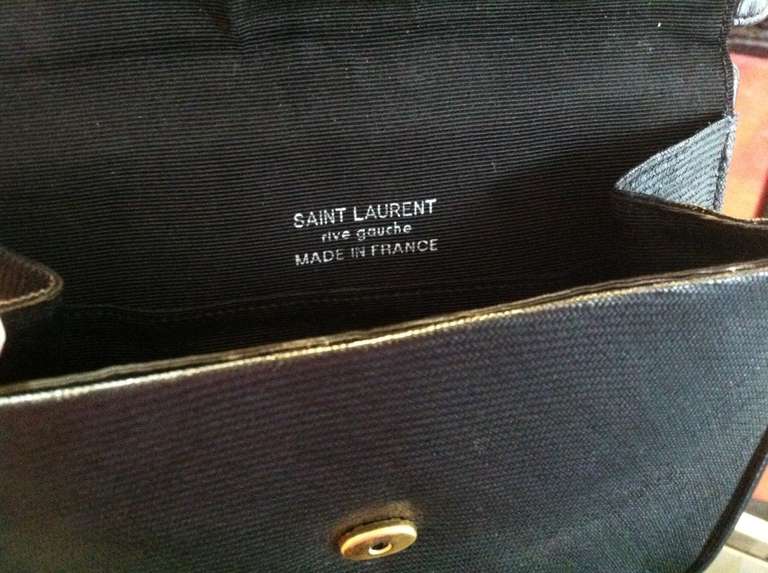 SAINT LAURENT
rive gauche
MADE IN FRANCE